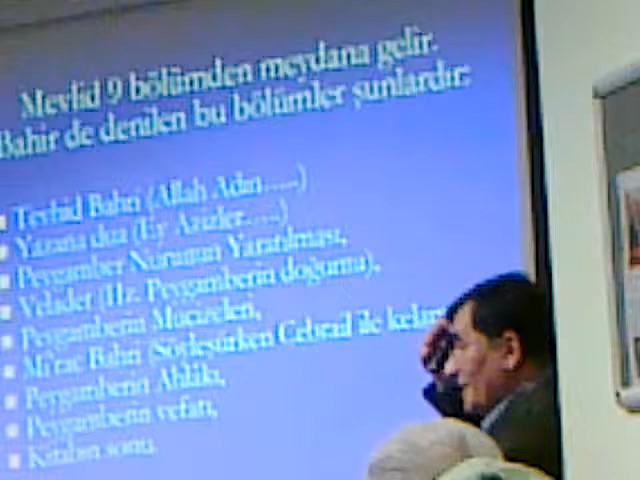 Mevlid 9 bölümden meydana gelir.
Bahir de denilen bu bölümler şunlardır:
Tevhid Bahri (Allah Adın.....)
Yazana dua (Ey Azizler.....)
Peygamber Nurunun Yaratılması,
Veladet (Hz. Peygamberin doğumu),
Peygamberin Mucizeleri,
Mi'rac Bahri (Söyleşirken Cebrail ile
Peygamberin Ahlâkı,
Peygamberin vefatı,
Kitabın sonu.